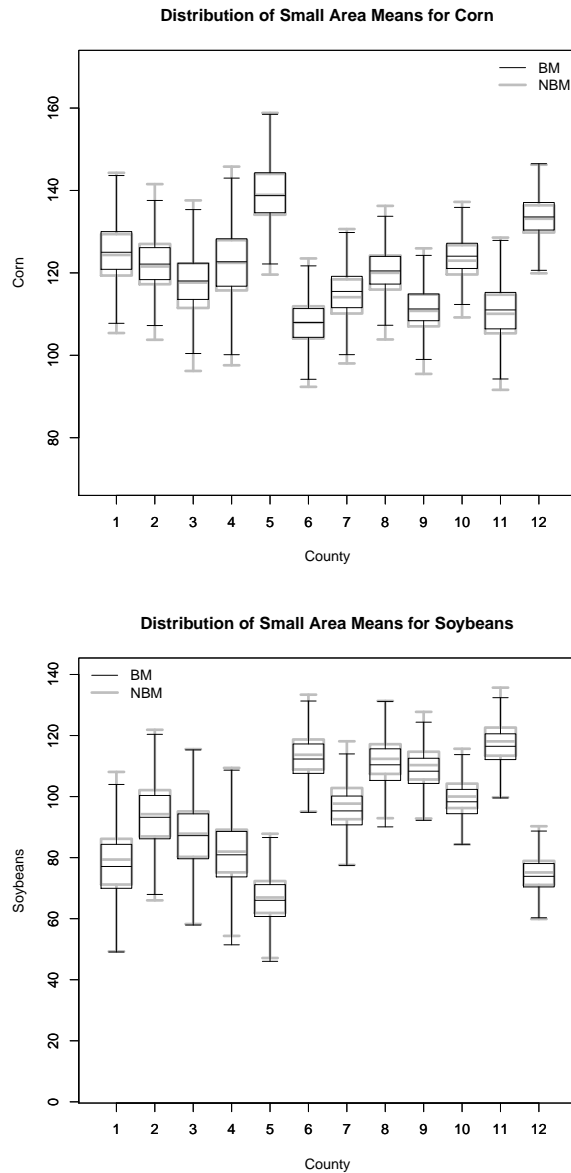 Distribution of Small Area Means for Corn
BM
NBM
160
140
120
100
80
Corn
1 2 3 4 5 6 7 8 9 10 11 12
County
Distribution of Small Area Means for Soybeans
BM
NBM
140
120
100
80
60
40
20
0
Soybeans
1 2 3 4 5 6 7 8 9 10 11 12
County